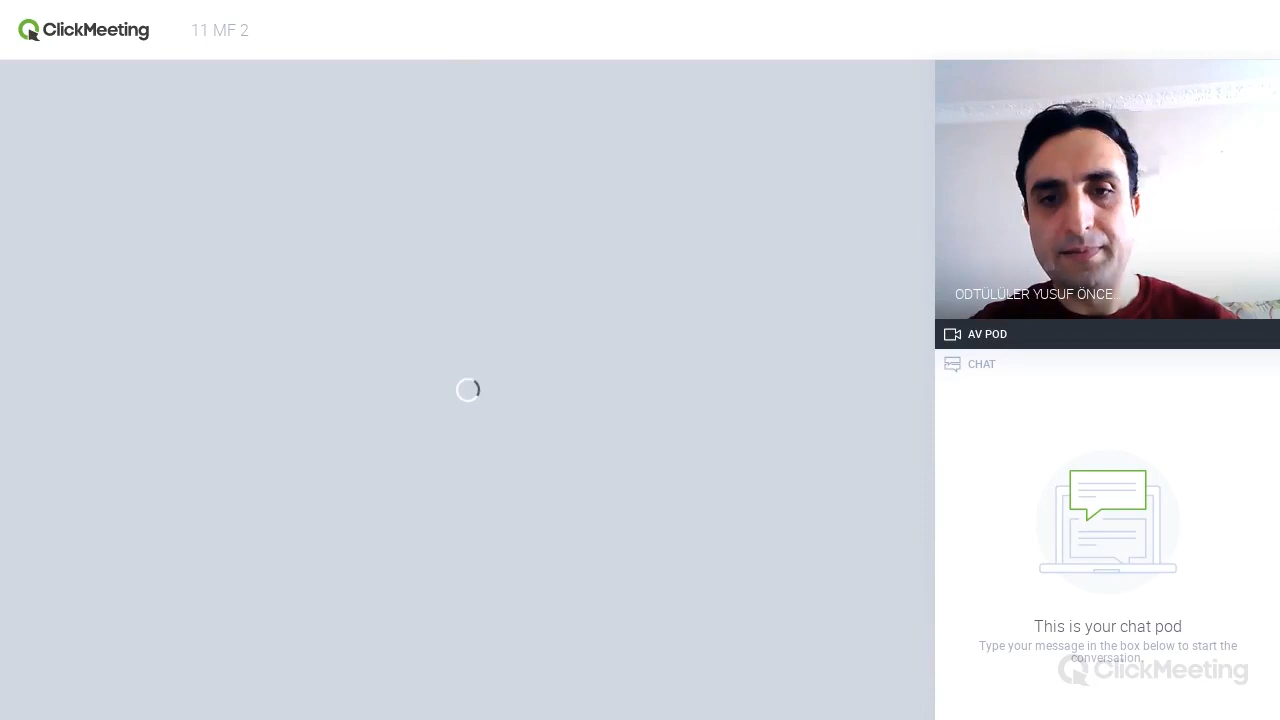 ClickMeeting
11 MF 2
ODTÜLÜLER YUSUF ÖNCE...
AV POD
CHAT
This is your chat pod
Type your message in the box below to start the
conversation.
ClickMeeting